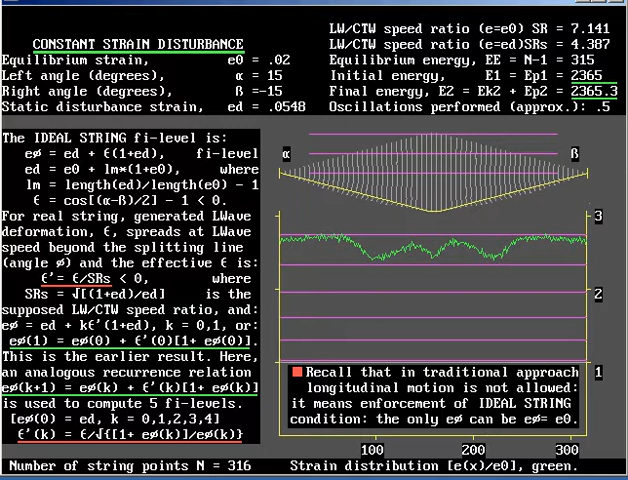 LW/CTW speed ratio (e=e0) SR = 7.141
CONSTANT STRAIN DISTURBANCE
LW/CTW speed ratio (e=ed)SRs = 4.387
Equilibrium strain, e0 = .02
Equilibrium energy, EE = N-1 = 315
Left angle (degrees), α = 15
Initial energy, E1 = Ep1 = 2365
Right angle (degrees), ß =-15
Final energy, E2 = Ek2 + Ep2 = 2365.3
Static disturbance strain, ed = .0548
Oscillations performed (approx.): .5
The IDEAL STRING fi-level is:
eø = ed + ϵ(1+ed), fi-level
ed = e0 + lm*(1+e0), where
lm = length(ed)/length(e0) - 1
ϵ = cos[(α-ß)/2] - 1 < 0.
For real string, generated LWave
deformation, ϵ, spreads at LWave
speed beyond the splitting line
(angle ø) and the effective ϵ is:
ϵ'= ϵ/SRs < 0, where
SRs = √[(1+ed)/ed] is the
supposed LW/CTW speed ratio, and:
eø = ed + kϵ'(1+ed), k = 0,1, or:
eø(1) = eø(0) + ϵ'(0)[1+ eø(0)].
This is the earlier result. Here,
an analogous recurrence relation
eø(k+1) = eø(k) + ϵ'(k)[1+ eø(k)]
is used to compute 5 fi-levels.
[eø(0) = ed, k = 0,1,2,3,4]
ϵ'(k) = ϵ/√{[1+ eø(k)]/eø(k)}
α
ß
3
2
1
Recall that in traditional approach
longitudinal motion is not allowed:
it means enforcement of IDEAL STRING
condition: the only eø can be eø= e0.
100 200 300
Number of string points N = 316
Strain distribution [e(x)/e0], green.